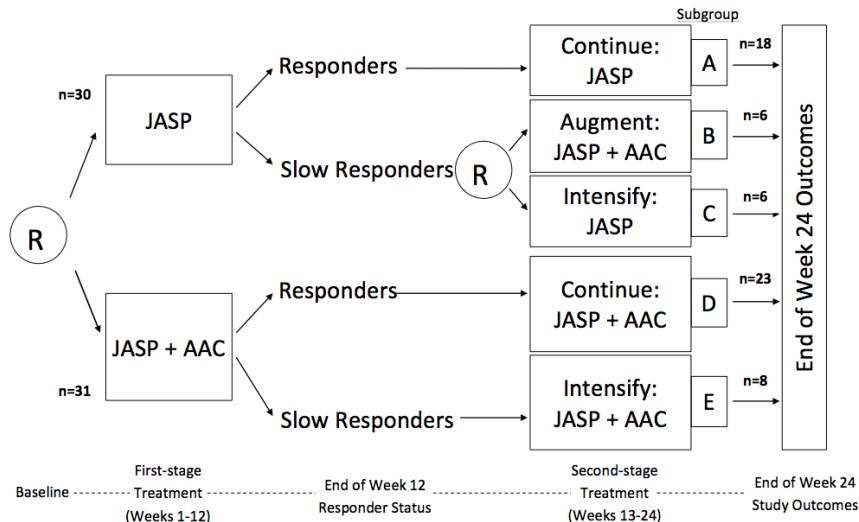 Subgroup
Continue:
JASP
A
n=18
n=30
JASP
Responders
Augment:
JASP + AAC
B
n=6
Slow Responders
R
Intensify:
JASP
C
n=6
R
End of Week 24 Outcomes
Responders
Continue:
JASP + AAC
D
n=23
JASP + AAC
n=31
Slow Responders
Intensify:
JASP + AAC
E
n=8
Baseline
First-stage
Treatment
(Weeks 1-12)
End of Week 12
Responder Status
Second-stage
Treatment
(Weeks 13-24)
End of Week 24
Study Outcomes